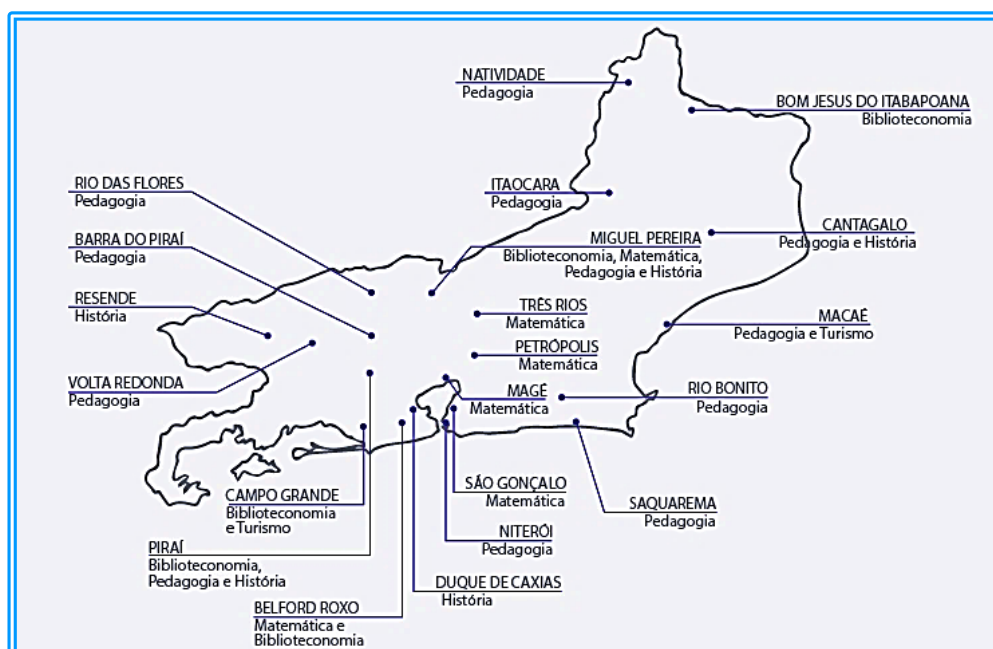 NATIVIDADE
Pedagogia
BOM JESUS DO ITABAPOANA
Biblioteconomia
RIO DAS FLORES
Pedagogia
ITAOCARA
Pedagogia
CANTAGALO
Pedagogia e História
BARRA DO PIRAÍ
Pedagogia
MIGUEL PEREIRA
Biblioteconomia, Matemática,
Pedagogia e História
RESENDE
História
TRÊS RIOS
Matemática
MACAÉ
Pedagogia e Turismo
PETRÓPOLIS
Matemática
VOLTA REDONDA
Pedagogia
MAGÉ
Matemática
RIO BONITO
Pedagogia
CAMPO GRANDE
Biblioteconomia
e Turismo
SÃO GONÇALO
Matemática
SAQUAREMA
Pedagogia
PIRAÍ
Biblioteconomia,
Pedagogia e História
NITERÓI
Pedagogia
DUQUE DE CAXIAS
História
BELFORD ROXO
Matemática e
Biblioteconomia